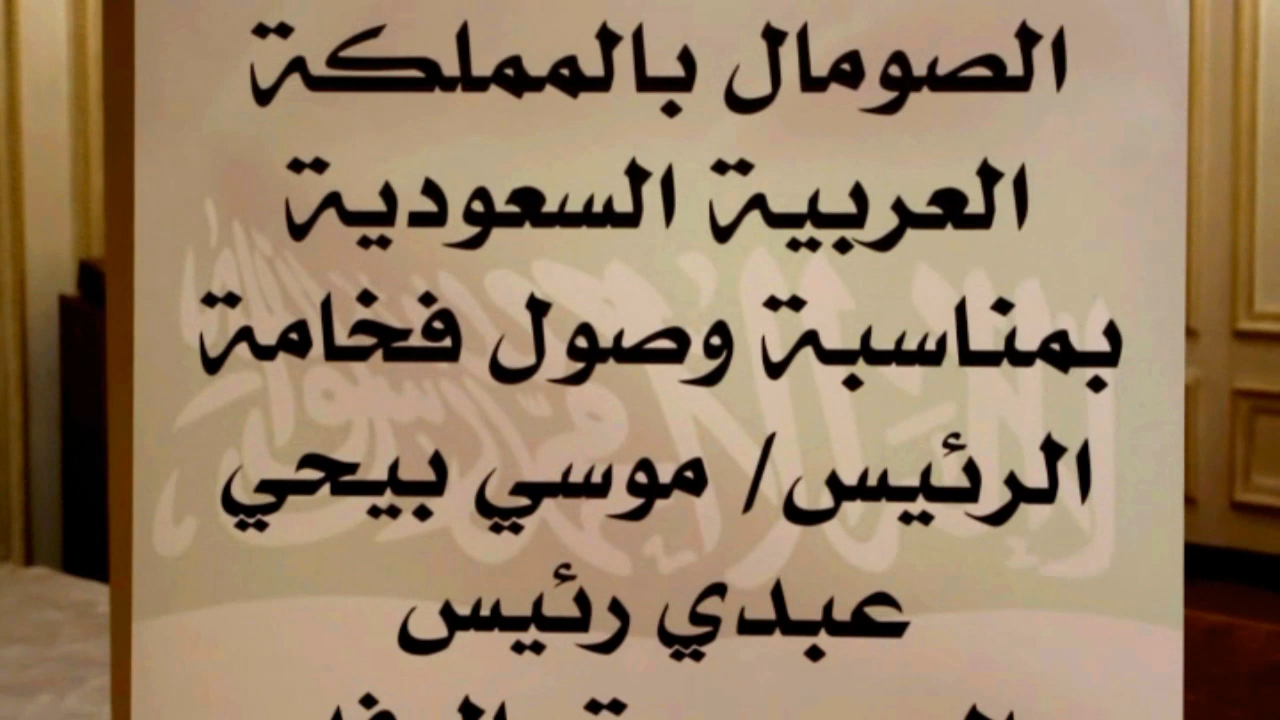 الصومال بالمملكة
العربية السعودية
بمناسبة وصول فخامة
الرئيس/ موسي بيحي
عبدي رئيس